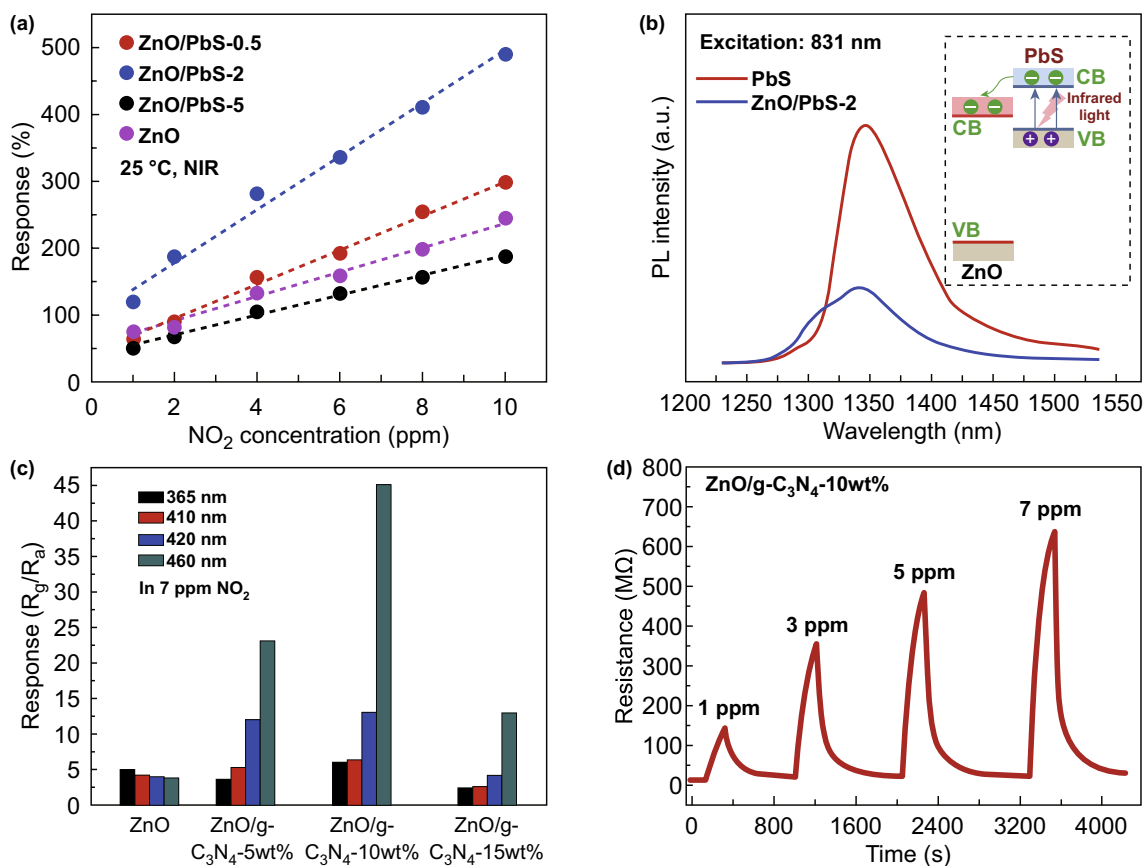 (a)
ZnO/PbS-0.5
ZnO/PbS-2
ZnO/PbS-5
ZnO
25 °C, NIR
500
400
300
200
100
0
Response (%)
0 2 4 6 8 10
NO₂ concentration (ppm)
(b)
Excitation: 831 nm
PbS
ZnO/PbS-2
PbS
CB
Infrared
light
CB
VB
VB
ZnO
PL intensity (a.u.)
1200 1250 1300 1350 1400 1450 1500 1550
Wavelength (nm)
(c)
365 nm
410 nm
420 nm
460 nm
In 7 ppm NO₂
45
40
35
30
25
20
15
10
5
0
Response (Rg/Ra)
ZnO ZnO/g- ZnO/g- ZnO/g-
C₃N₄-5wt% C₃N₄-10wt% C₃N₄-15wt%
(d)
ZnO/g-C₃N₄-10wt%
1 ppm
3 ppm
5 ppm
7 ppm
800
700
600
500
400
300
200
100
0
Resistance (MΩ)
0 800 1600 2400 3200 4000
Time (s)